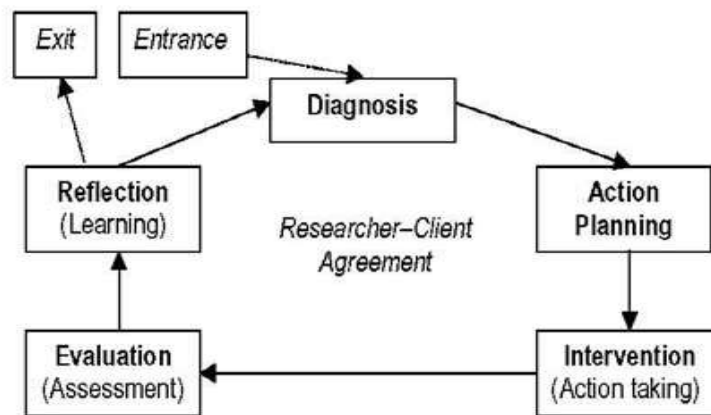 Exit
Entrance
Diagnosis
Reflection
(Learning)
Action
Planning
Researcher–Client
Agreement
Evaluation
(Assessment)
Intervention
(Action taking)